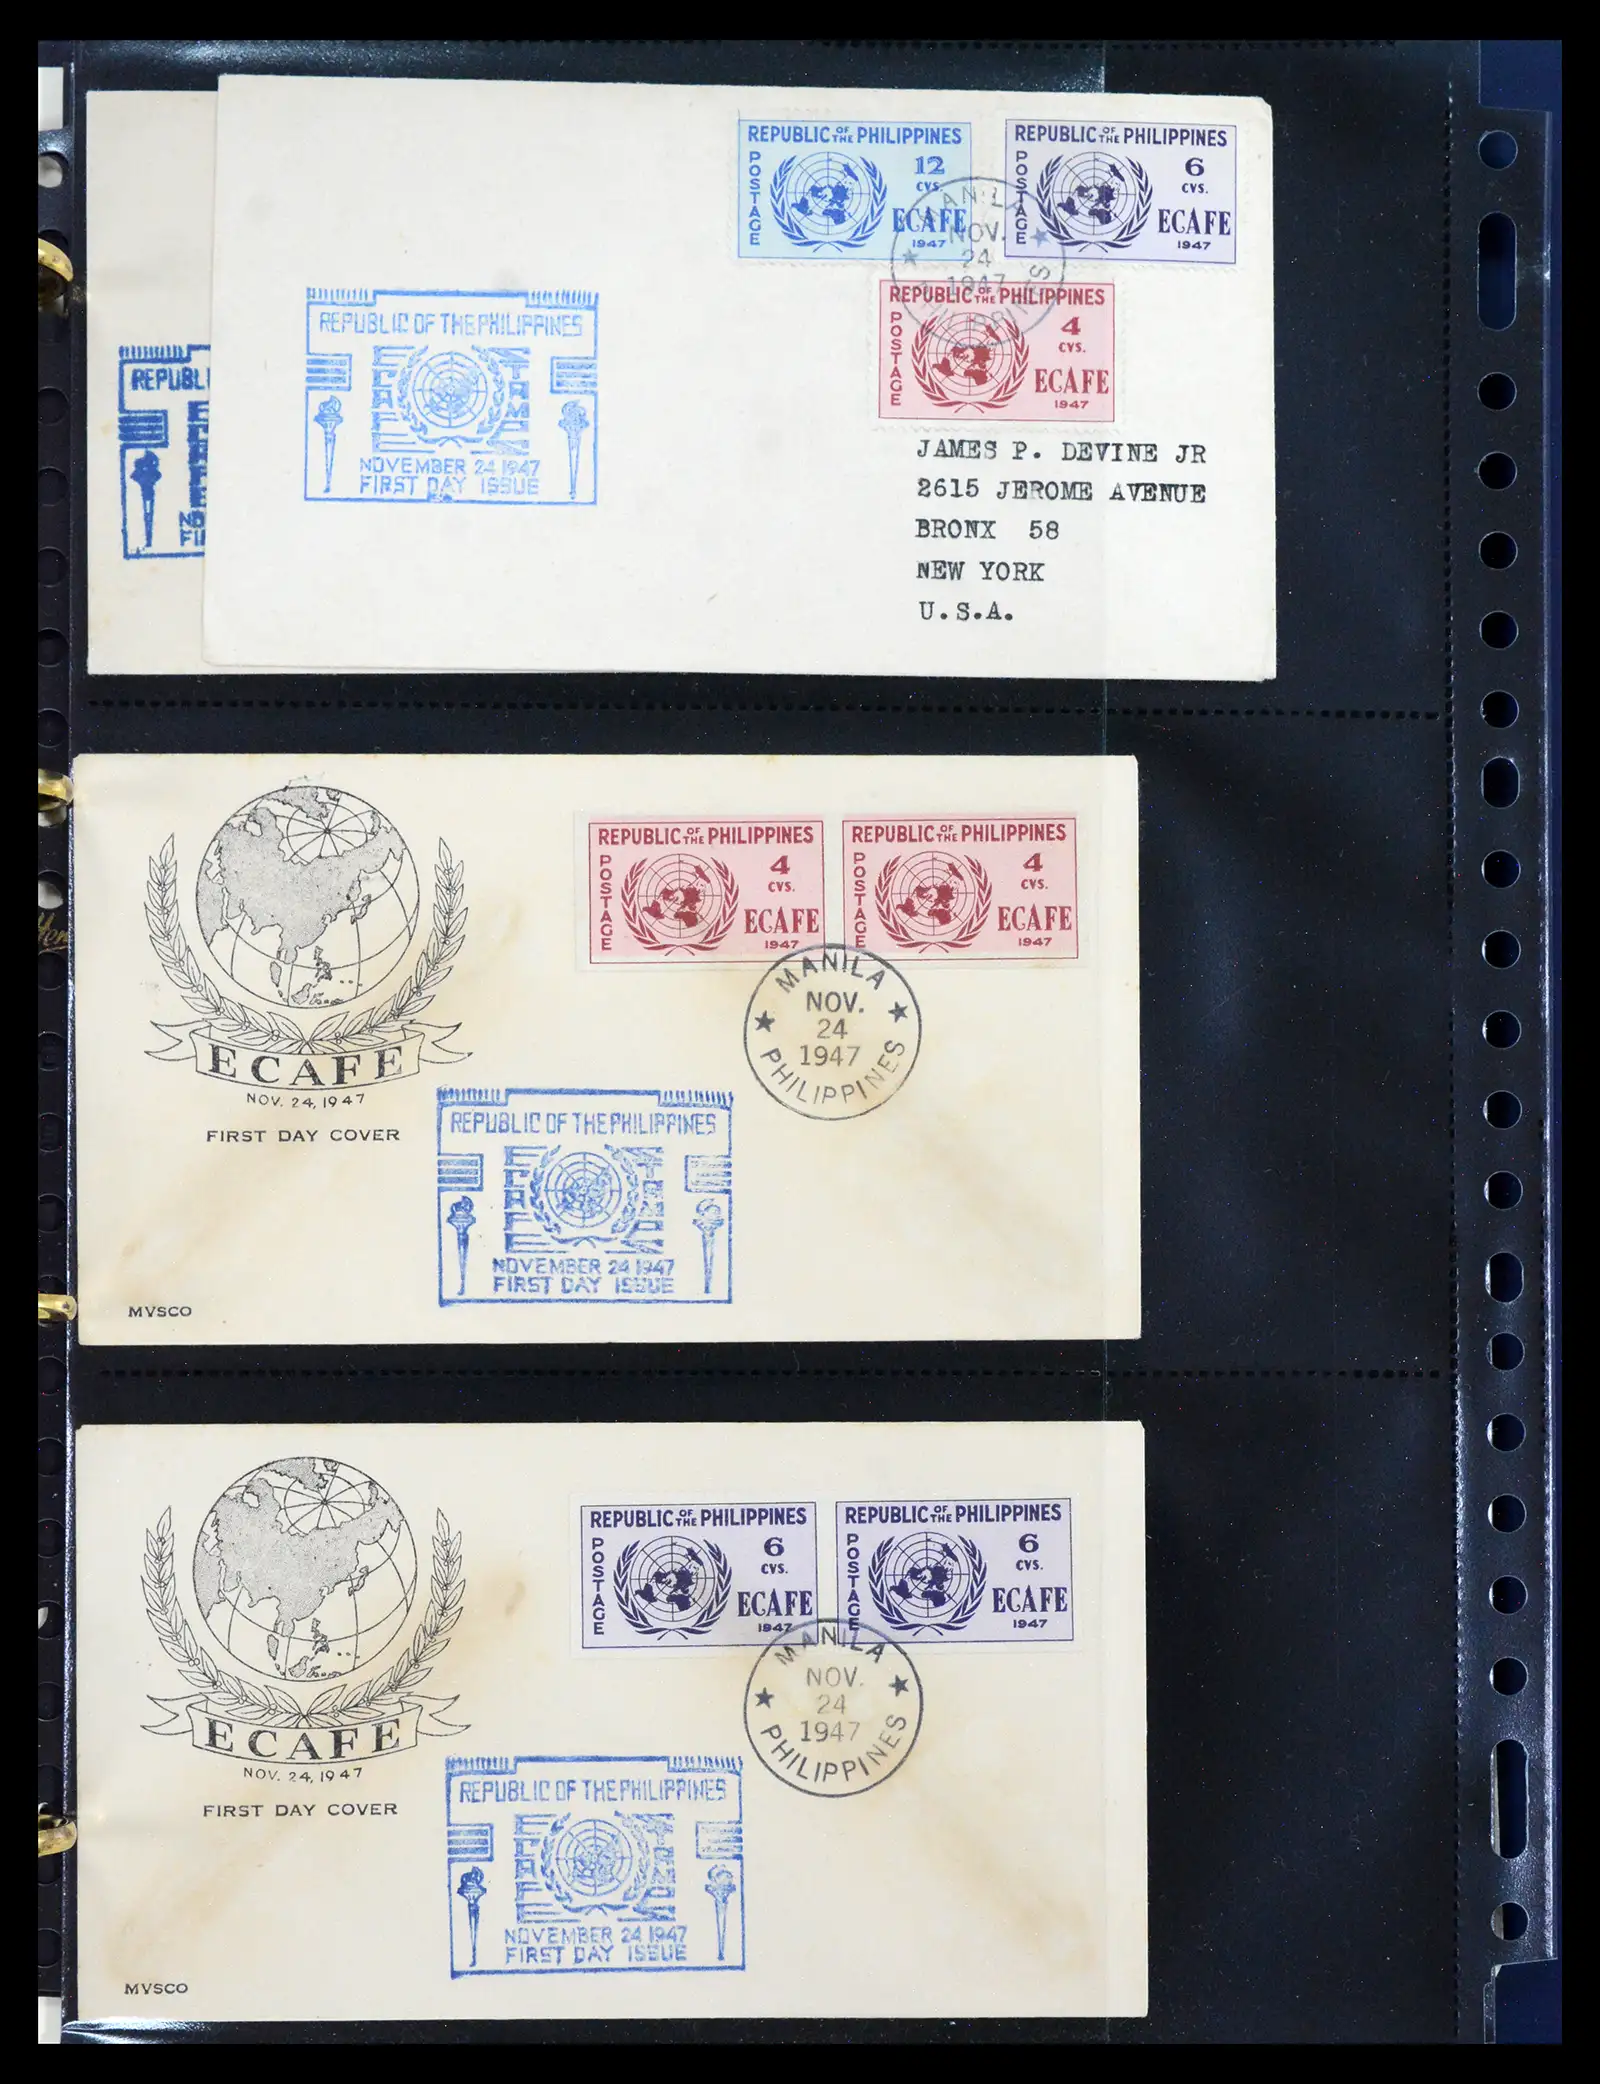 REPUBLIC OF THE PHILIPPINES
POSTAGE
12
CVS.
ECAFE
1947
REPUBLIC OF THE PHILIPPINES
POSTAGE
6
CVS.
ECAFE
1947
MANILA
NOV.
24
1947
PHILIPPINES
REPUBLIC OF THE PHILIPPINES
POSTAGE
4
CVS.
ECAFE
1947
REPUBLIC OF THE PHILIPPINES
ECAFE
STAMPS
NOVEMBER 24 1947
FIRST DAY ISSUE
REPUBL
ECAFE
NO
FI
JAMES P. DEVINE JR
2615 JEROME AVENUE
BRONX 58
NEW YORK
U.S.A.
REPUBLIC OF THE PHILIPPINES
POSTAGE
4
CVS.
ECAFE
1947
REPUBLIC OF THE PHILIPPINES
POSTAGE
4
CVS.
ECAFE
1947
MANILA
NOV.
24
1947
PHILIPPINES
ECAFE
NOV. 24, 1947
FIRST DAY COVER
REPUBLIC OF THE PHILIPPINES
ECAFE
STAMPS
NOVEMBER 24 1947
FIRST DAY ISSUE
MVSCO
REPUBLIC OF THE PHILIPPINES
POSTAGE
6
CVS.
ECAFE
1947
REPUBLIC OF THE PHILIPPINES
POSTAGE
6
CVS.
ECAFE
1947
MANILA
NOV.
24
1947
PHILIPPINES
ECAFE
NOV. 24, 1947
FIRST DAY COVER
REPUBLIC OF THE PHILIPPINES
ECAFE
STAMPS
NOVEMBER 24 1947
FIRST DAY ISSUE
MVSCO